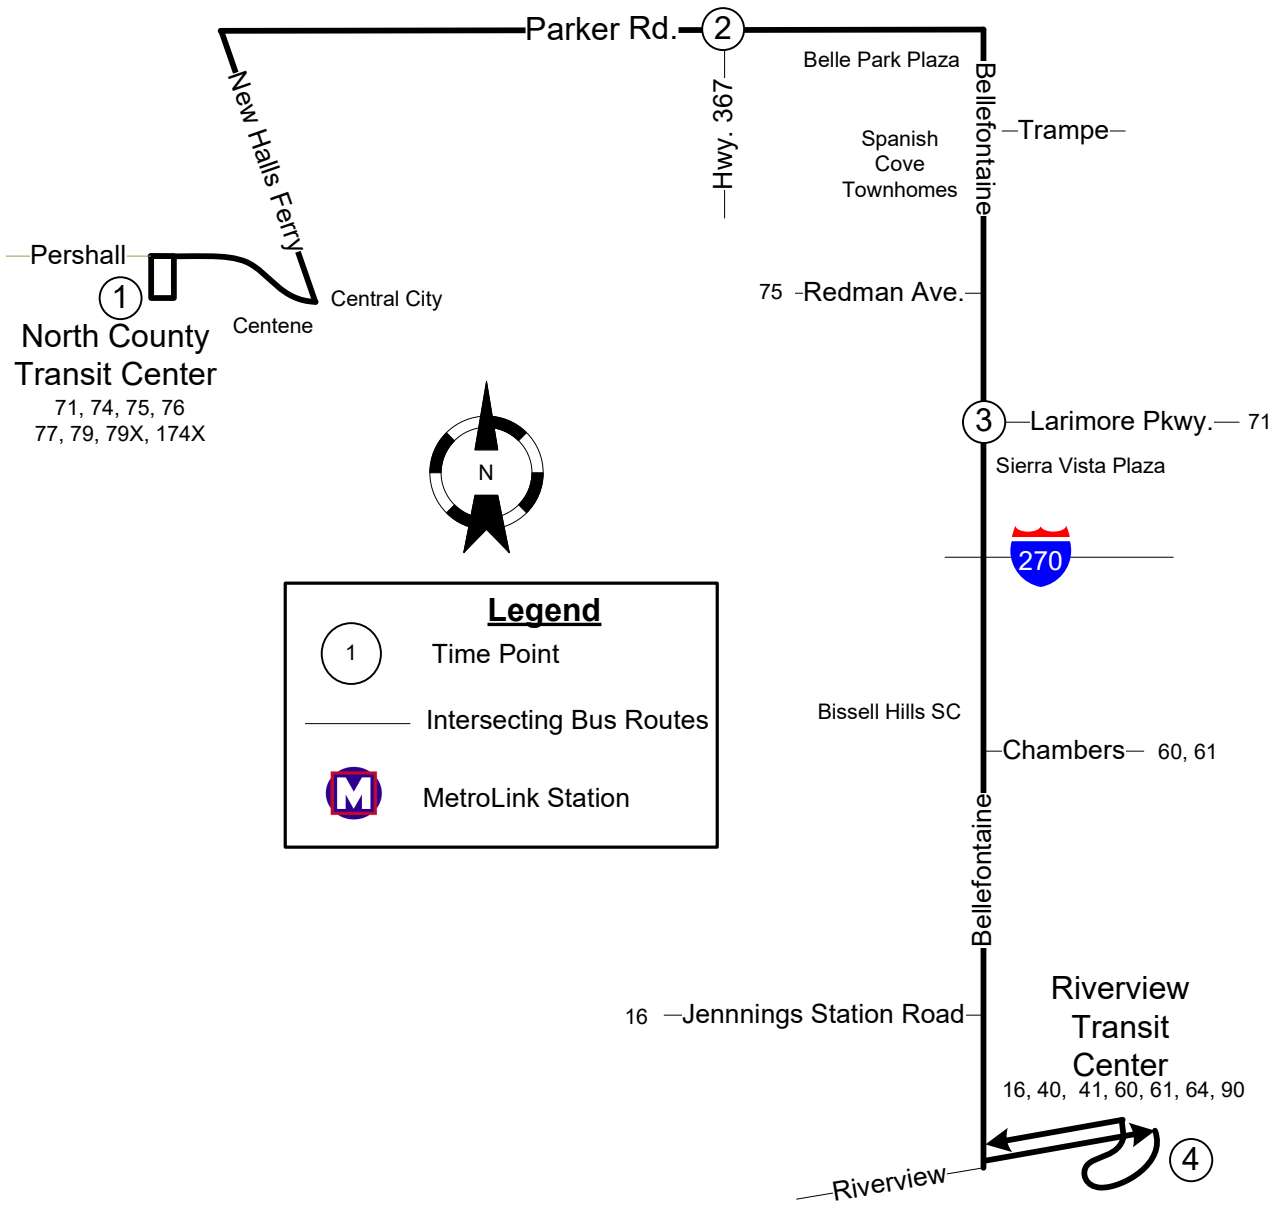 Parker Rd.
2
Belle Park Plaza
Bellefontaine
New Halls Ferry
Hwy. 367
Trampe
Spanish
Cove
Townhomes
Pershall
1
Central City
Centene
North County
Transit Center
71, 74, 75, 76
77, 79, 79X, 174X
75
Redman Ave.
3
Larimore Pkwy.
71
Sierra Vista Plaza
N
270
Legend
1
Time Point
Intersecting Bus Routes
M
MetroLink Station
Bissell Hills SC
Chambers
60, 61
Bellefontaine
16
Jennnings Station Road
Riverview
Transit
Center
16, 40, 41, 60, 61, 64, 90
4
Riverview